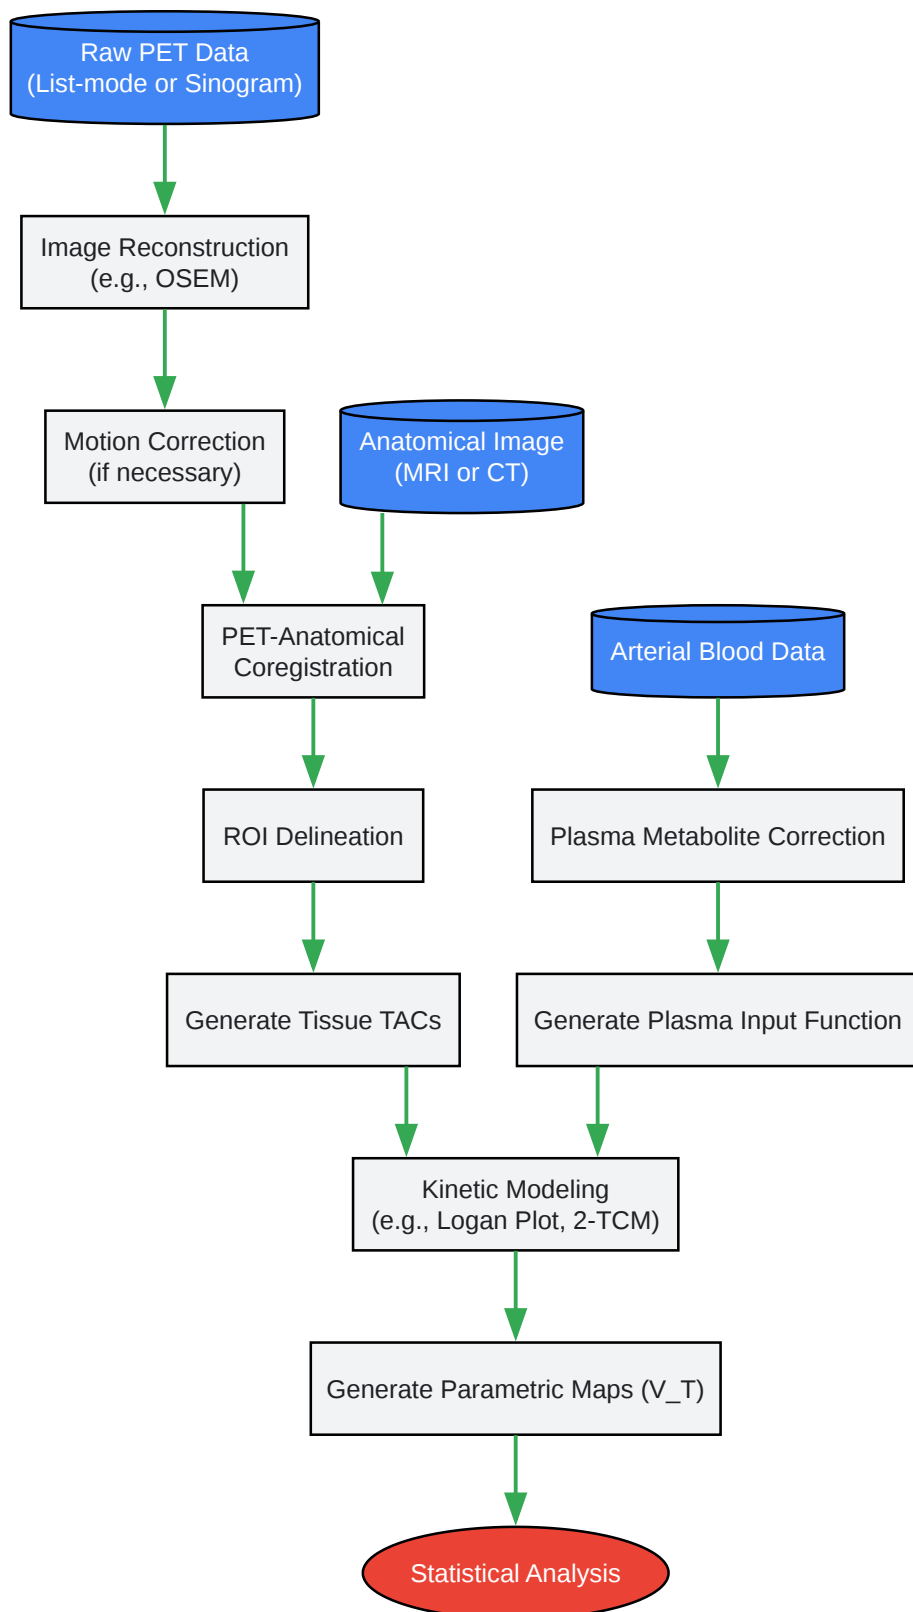 Raw PET Data
(List-mode or Sinogram)
Image Reconstruction
(e.g., OSEM)
Motion Correction
(if necessary)
Anatomical Image
(MRI or CT)
PET-Anatomical
Coregistration
Arterial Blood Data
ROI Delineation
Plasma Metabolite Correction
Generate Tissue TACs
Generate Plasma Input Function
Kinetic Modeling
(e.g., Logan Plot, 2-TCM)
Generate Parametric Maps (V_T)
Statistical Analysis